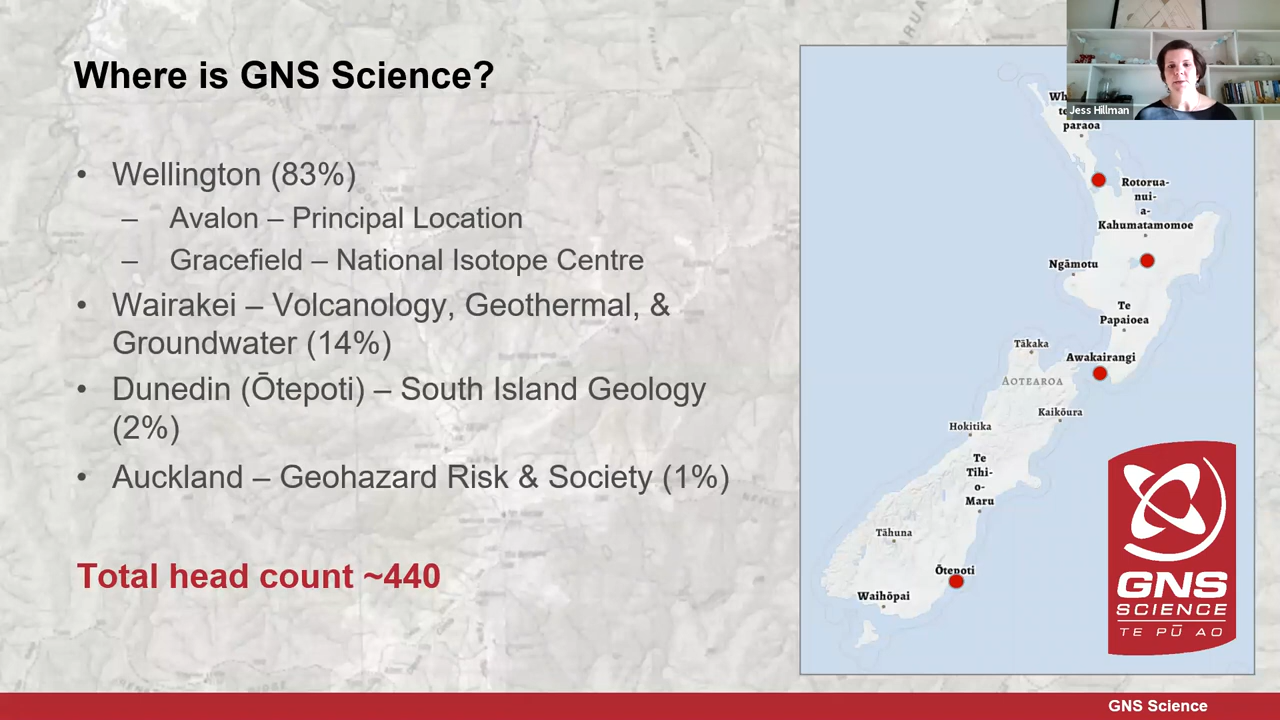 Where is GNS Science?
• Wellington (83%)
– Avalon – Principal Location
– Gracefield – National Isotope Centre
• Wairakei – Volcanology, Geothermal, &
Groundwater (14%)
• Dunedin (Ōtepoti) – South Island Geology
(2%)
• Auckland – Geohazard Risk & Society (1%)
Total head count ~440
Jess Hillman
paraoa
Rotorua-
nui-
a-
Kahumatamomoe
Ngāmotu
Te
Papaioea
Tākaka
Awakairangi
AOTEAROA
Kaikōura
Hokitika
Te
Tihi-
o-
Maru
Tāhuna
Ōtepoti
Waihōpai
GNS
SCIENCE
TE PŪ AO
GNS Science